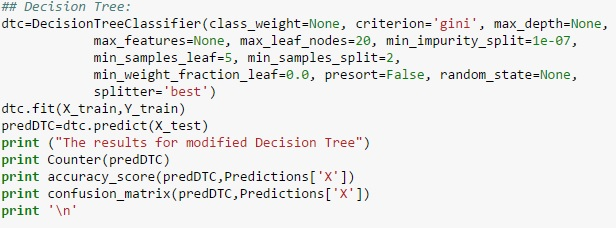 ## Decision Tree:
dtc=DecisionTreeClassifier(class_weight=None, criterion='gini', max_depth=None,
max_features=None, max_leaf_nodes=20, min_impurity_split=1e-07,
min_samples_leaf=5, min_samples_split=2,
min_weight_fraction_leaf=0.0, presort=False, random_state=None,
splitter='best')
dtc.fit(X_train,Y_train)
predDTC=dtc.predict(X_test)
print ("The results for modified Decision Tree")
print Counter(predDTC)
print accuracy_score(predDTC,Predictions['X'])
print confusion_matrix(predDTC,Predictions['X'])
print '\n'